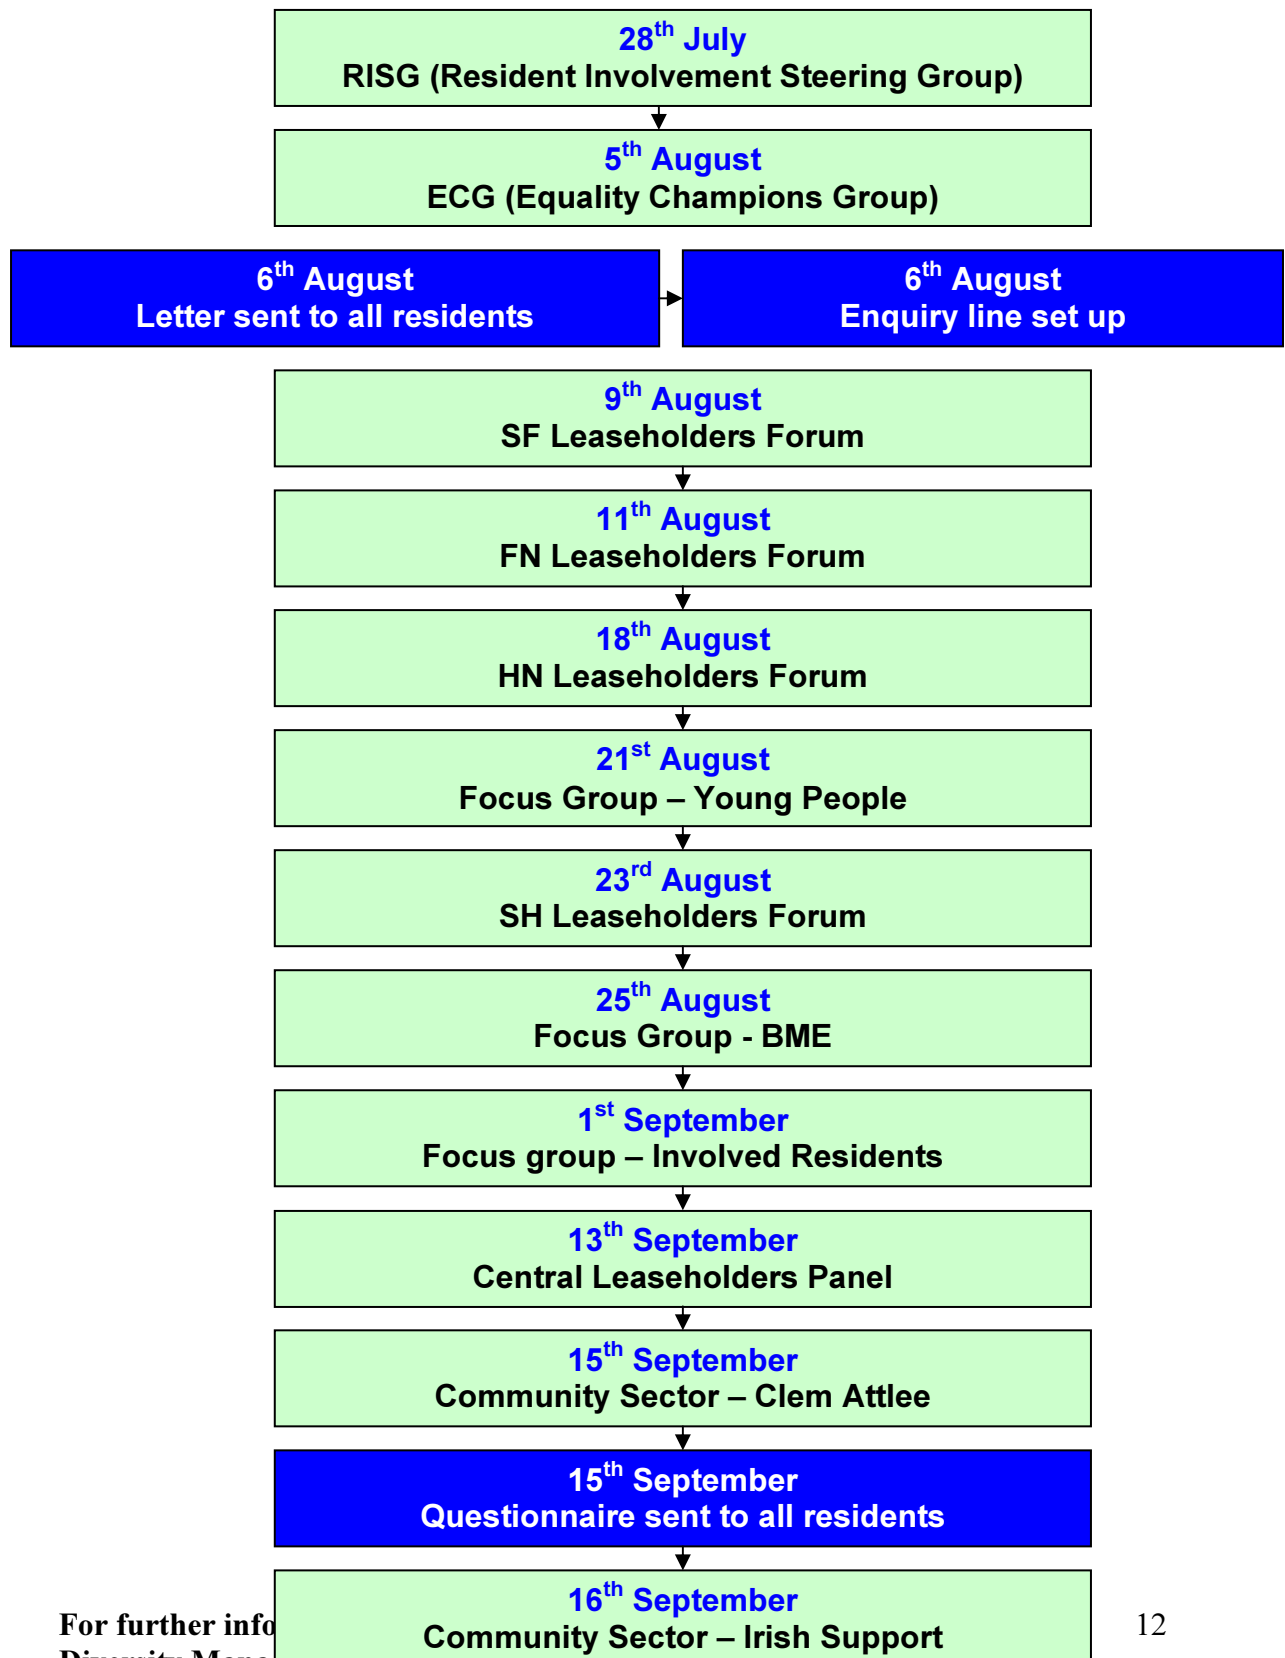 28th July
RISG (Resident Involvement Steering Group)
5th August
ECG (Equality Champions Group)
6th August
Letter sent to all residents
6th August
Enquiry line set up
9th August
SF Leaseholders Forum
11th August
FN Leaseholders Forum
18th August
HN Leaseholders Forum
21st August
Focus Group – Young People
23rd August
SH Leaseholders Forum
25th August
Focus Group - BME
1st September
Focus group – Involved Residents
13th September
Central Leaseholders Panel
15th September
Community Sector – Clem Attlee
15th September
Questionnaire sent to all residents
16th September
Community Sector – Irish Support
For further info
12
Diversity